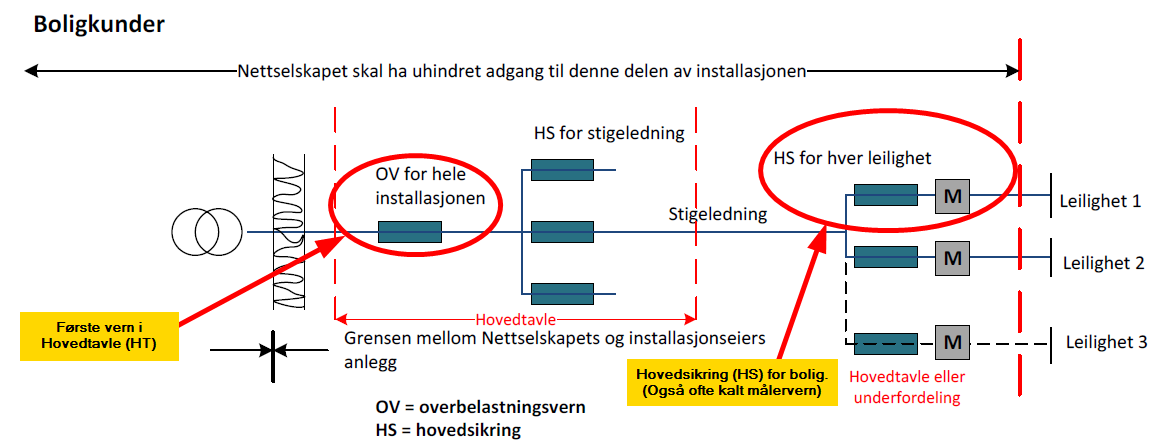 Boligkunder
Nettselskapet skal ha uhindret adgang til denne delen av installasjonen
HS for stigeledning
OV for hele
installasjonen
HS for hver leilighet
M
Leilighet 1
Stigeledning
M
Leilighet 2
Første vern i
Hovedtavle (HT)
Hovedtavle
Grensen mellom Nettselskapets og installasjonseiers
anlegg
M
Leilighet 3
Hovedsikring (HS) for bolig.
(Også ofte kalt målervern)
Hovedtavle eller
underfordeling
OV = overbelastningsvern
HS = hovedsikring